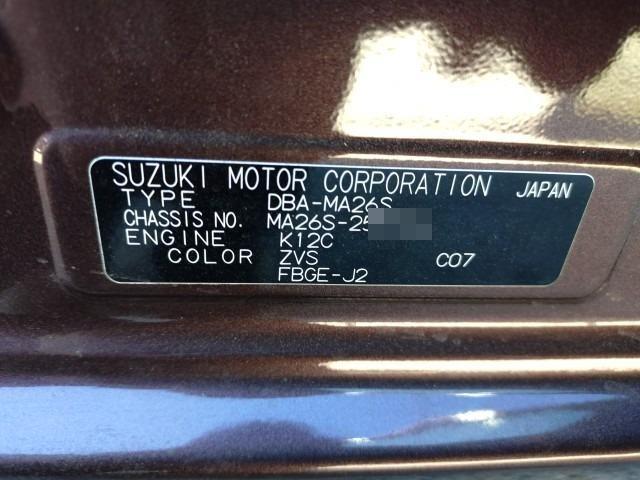 SUZUKI MOTOR CORPORATION JAPAN
TYPE DBA-MA26S
CHASSIS NO. MA26S-25
ENGINE K12C
COLOR ZVS C07
FBGE-J2